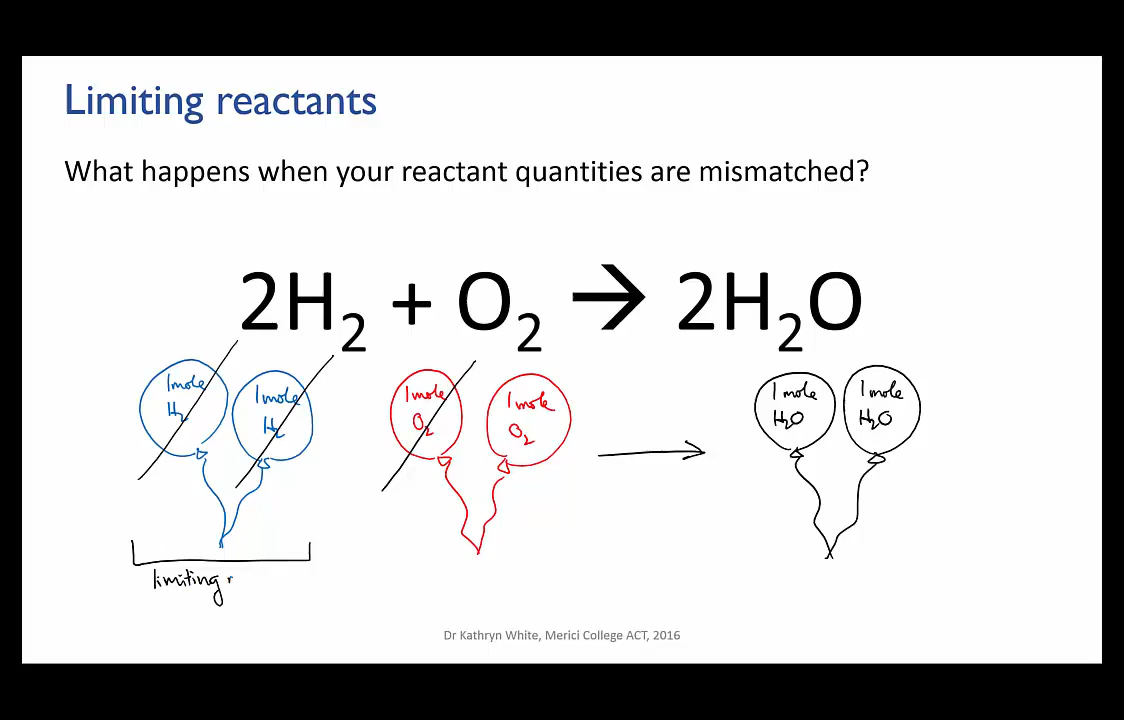 Limiting reactants
What happens when your reactant quantities are mismatched?
2H₂ + O₂ → 2H₂O
1 mole
H₂
1 mole
H₂
1 mole
O₂
1 mole
O₂
1 mole
H₂O
1 mole
H₂O
limiting r
Dr Kathryn White, Merici College ACT, 2016